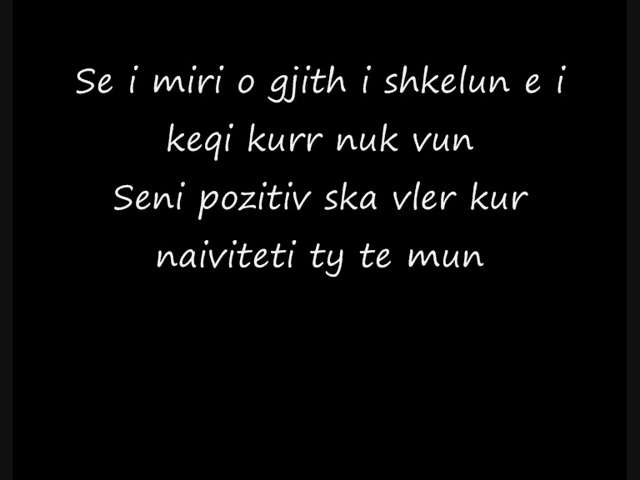 Se i miri o gjith i shkelun e i
keqi kurr nuk vun
Seni pozitiv ska vler kur
naiviteti ty te mun